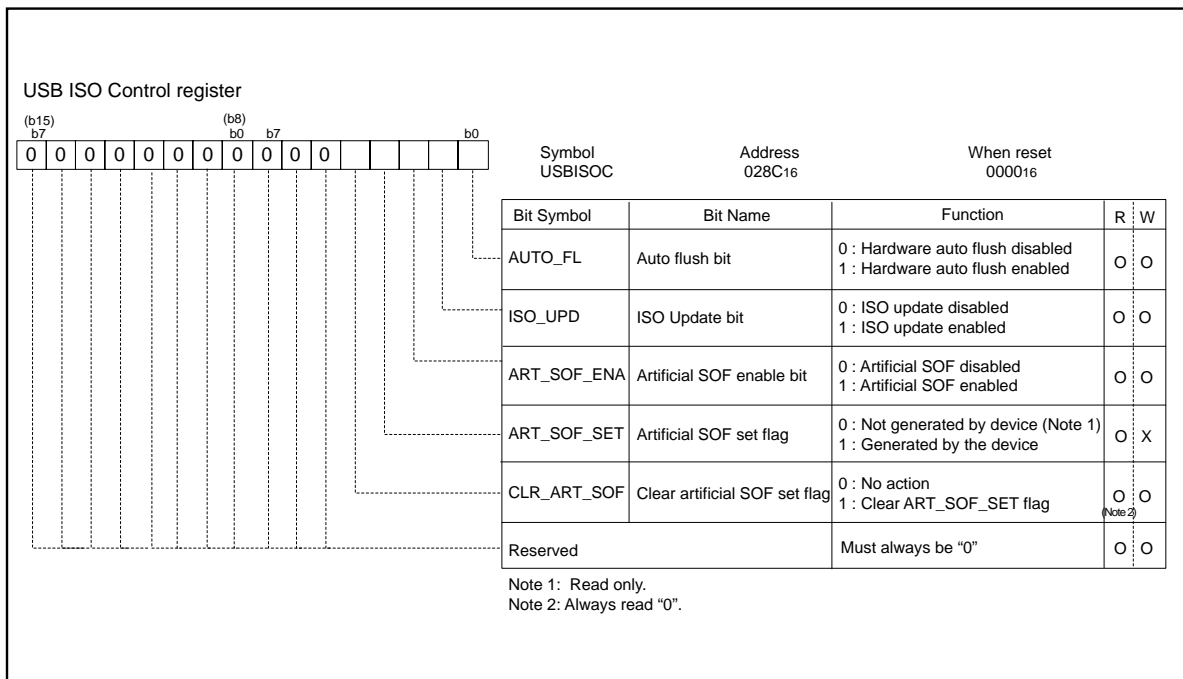 USB ISO Control register
(b15) (b8)
b7 b0 b7 b0
0 0 0 0 0 0 0 0 0 0 0
Symbol Address When reset
USBISOC 028C16 000016
Bit Symbol Bit Name Function R W
AUTO_FL Auto flush bit 0 : Hardware auto flush disabled
1 : Hardware auto flush enabled O O
ISO_UPD ISO Update bit 0 : ISO update disabled
1 : ISO update enabled O O
ART_SOF_ENA Artificial SOF enable bit 0 : Artificial SOF disabled
1 : Artificial SOF enabled O O
ART_SOF_SET Artificial SOF set flag 0 : Not generated by device (Note 1)
1 : Generated by the device O X
CLR_ART_SOF Clear artificial SOF set flag 0 : No action
1 : Clear ART_SOF_SET flag O O
(Note 2)
Reserved Must always be “0” O O
Note 1: Read only.
Note 2: Always read “0”.